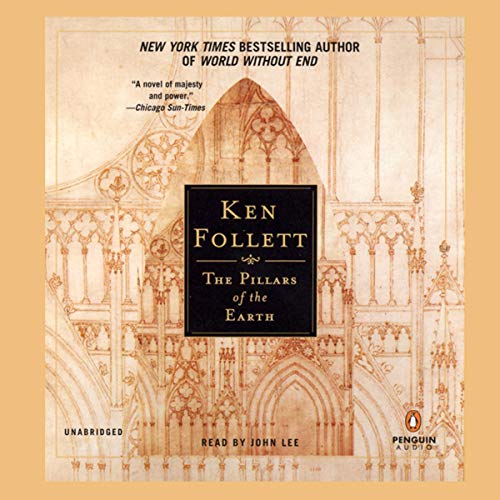 NEW YORK TIMES BESTSELLING AUTHOR
OF WORLD WITHOUT END
"A novel of majesty
and power."
—Chicago Sun-Times
KEN
FOLLETT
THE PILLARS
of the
EARTH
UNABRIDGED
READ BY JOHN LEE
PENGUIN
AUDIO